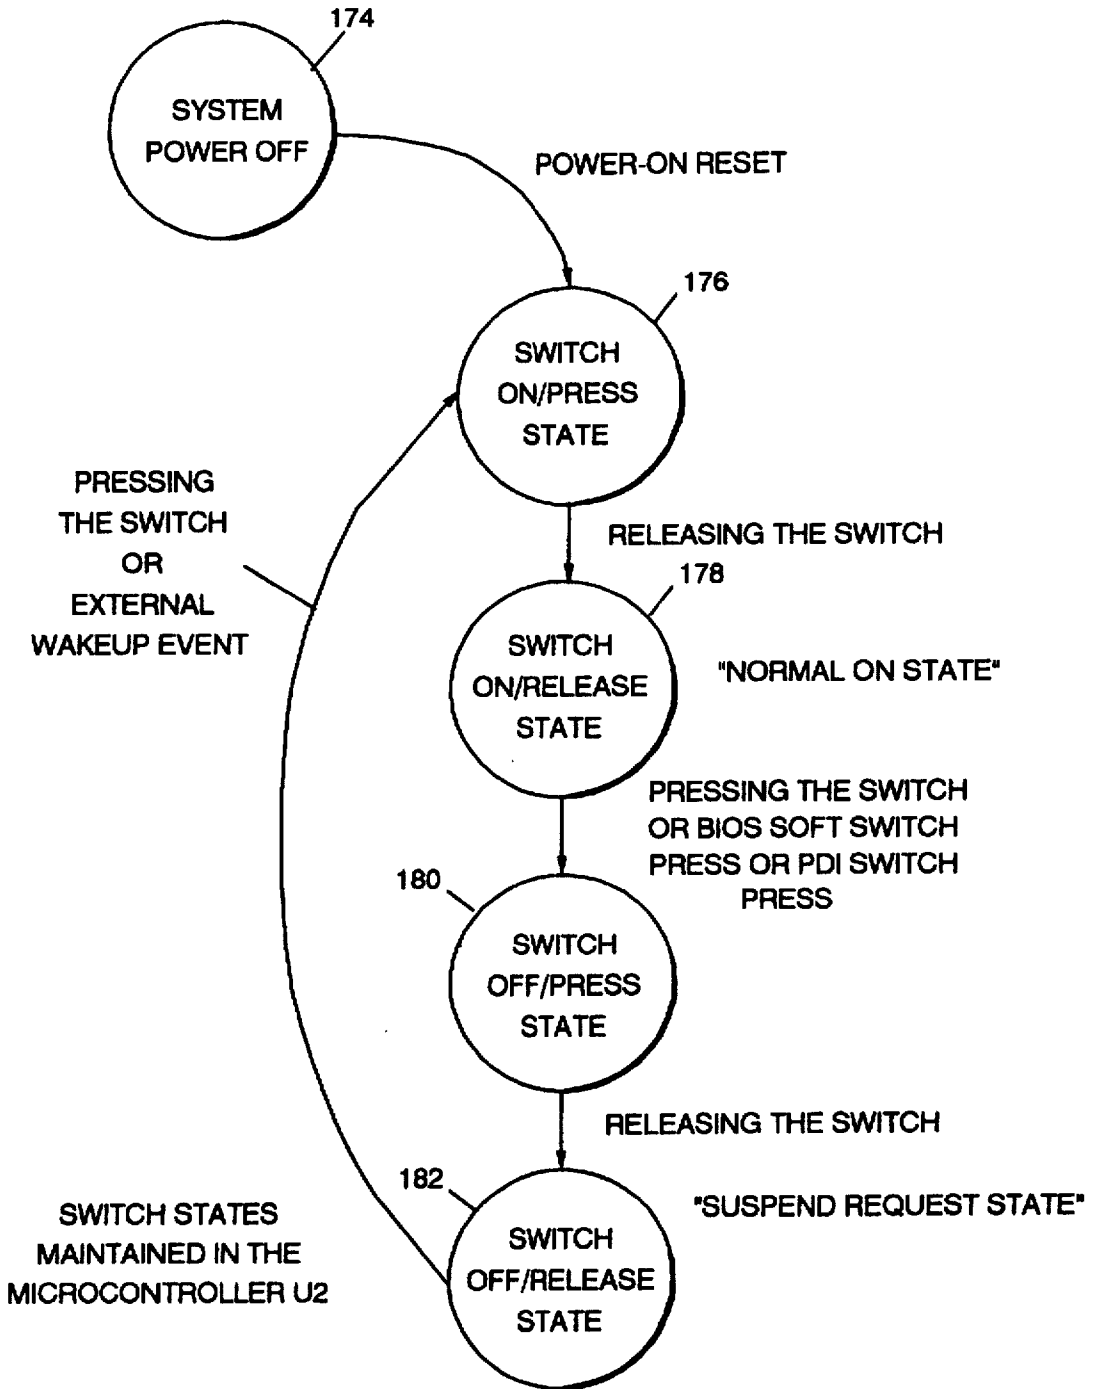 174
SYSTEM
POWER OFF
POWER-ON RESET
176
SWITCH
ON/PRESS
STATE
PRESSING
THE SWITCH
OR
EXTERNAL
WAKEUP EVENT
RELEASING THE SWITCH
178
SWITCH
ON/RELEASE
STATE
"NORMAL ON STATE"
PRESSING THE SWITCH
OR BIOS SOFT SWITCH
PRESS OR PDI SWITCH
PRESS
180
SWITCH
OFF/PRESS
STATE
RELEASING THE SWITCH
182
SWITCH
OFF/RELEASE
STATE
"SUSPEND REQUEST STATE"
SWITCH STATES
MAINTAINED IN THE
MICROCONTROLLER U2